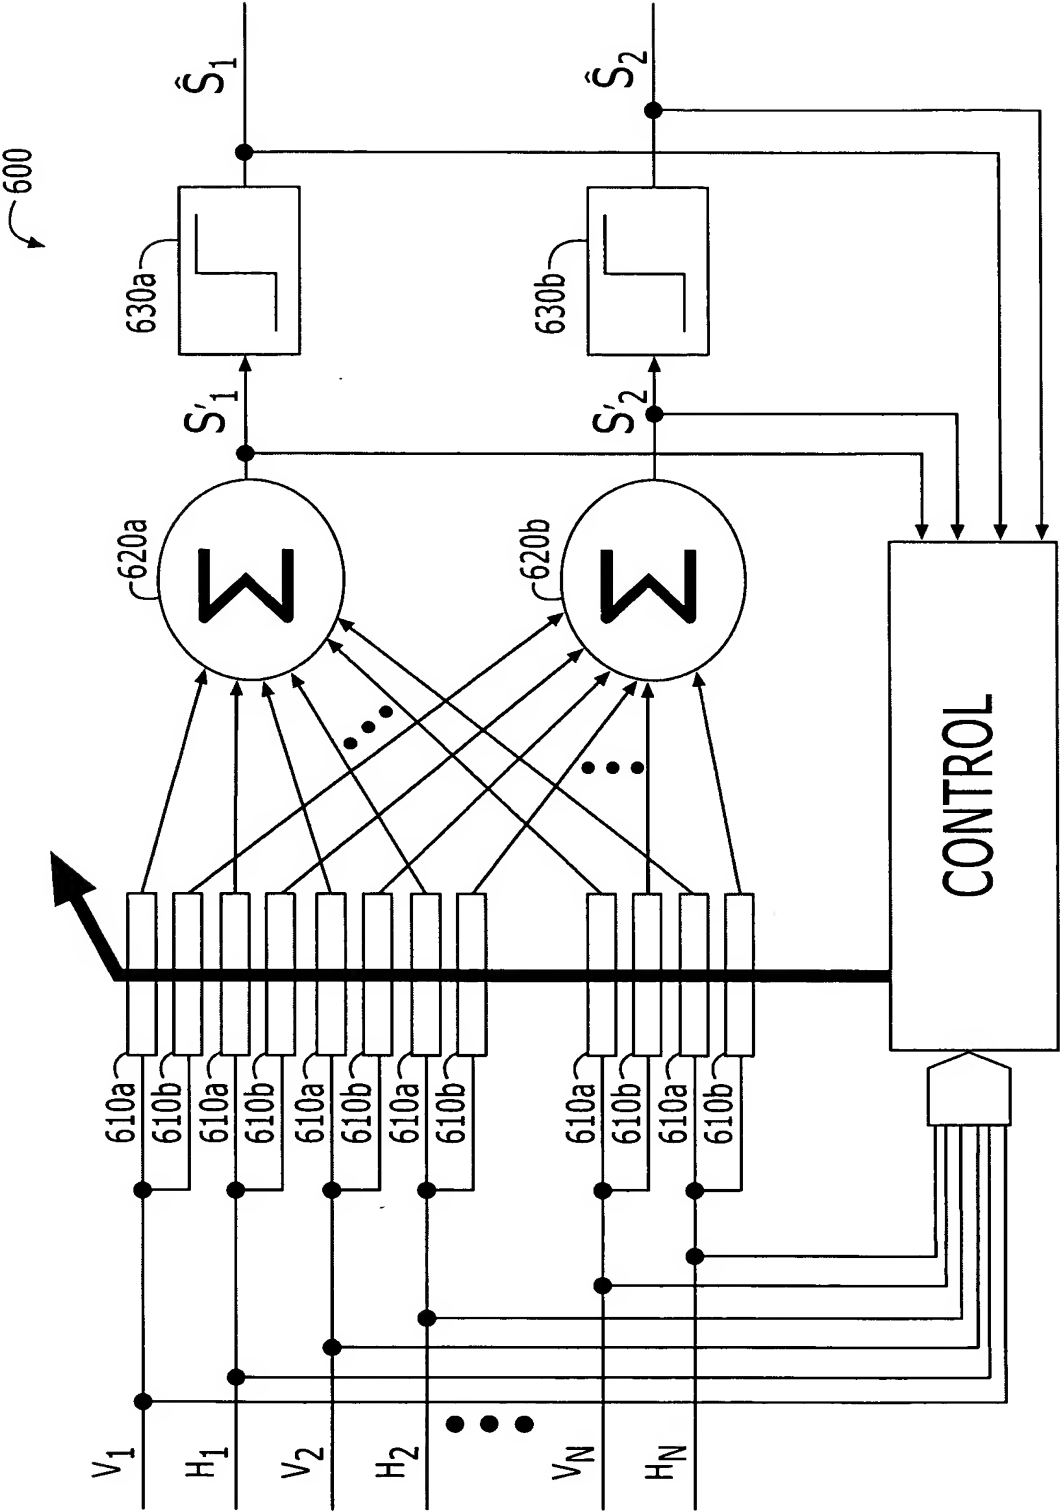 600
V1
H1
V2
H2
VN
HN
610a
610b
610a
610b
610a
610b
610a
610b
610a
610b
610a
610b
620a
Σ
620b
Σ
S'1
S'2
630a
630b
Ŝ1
Ŝ2
CONTROL